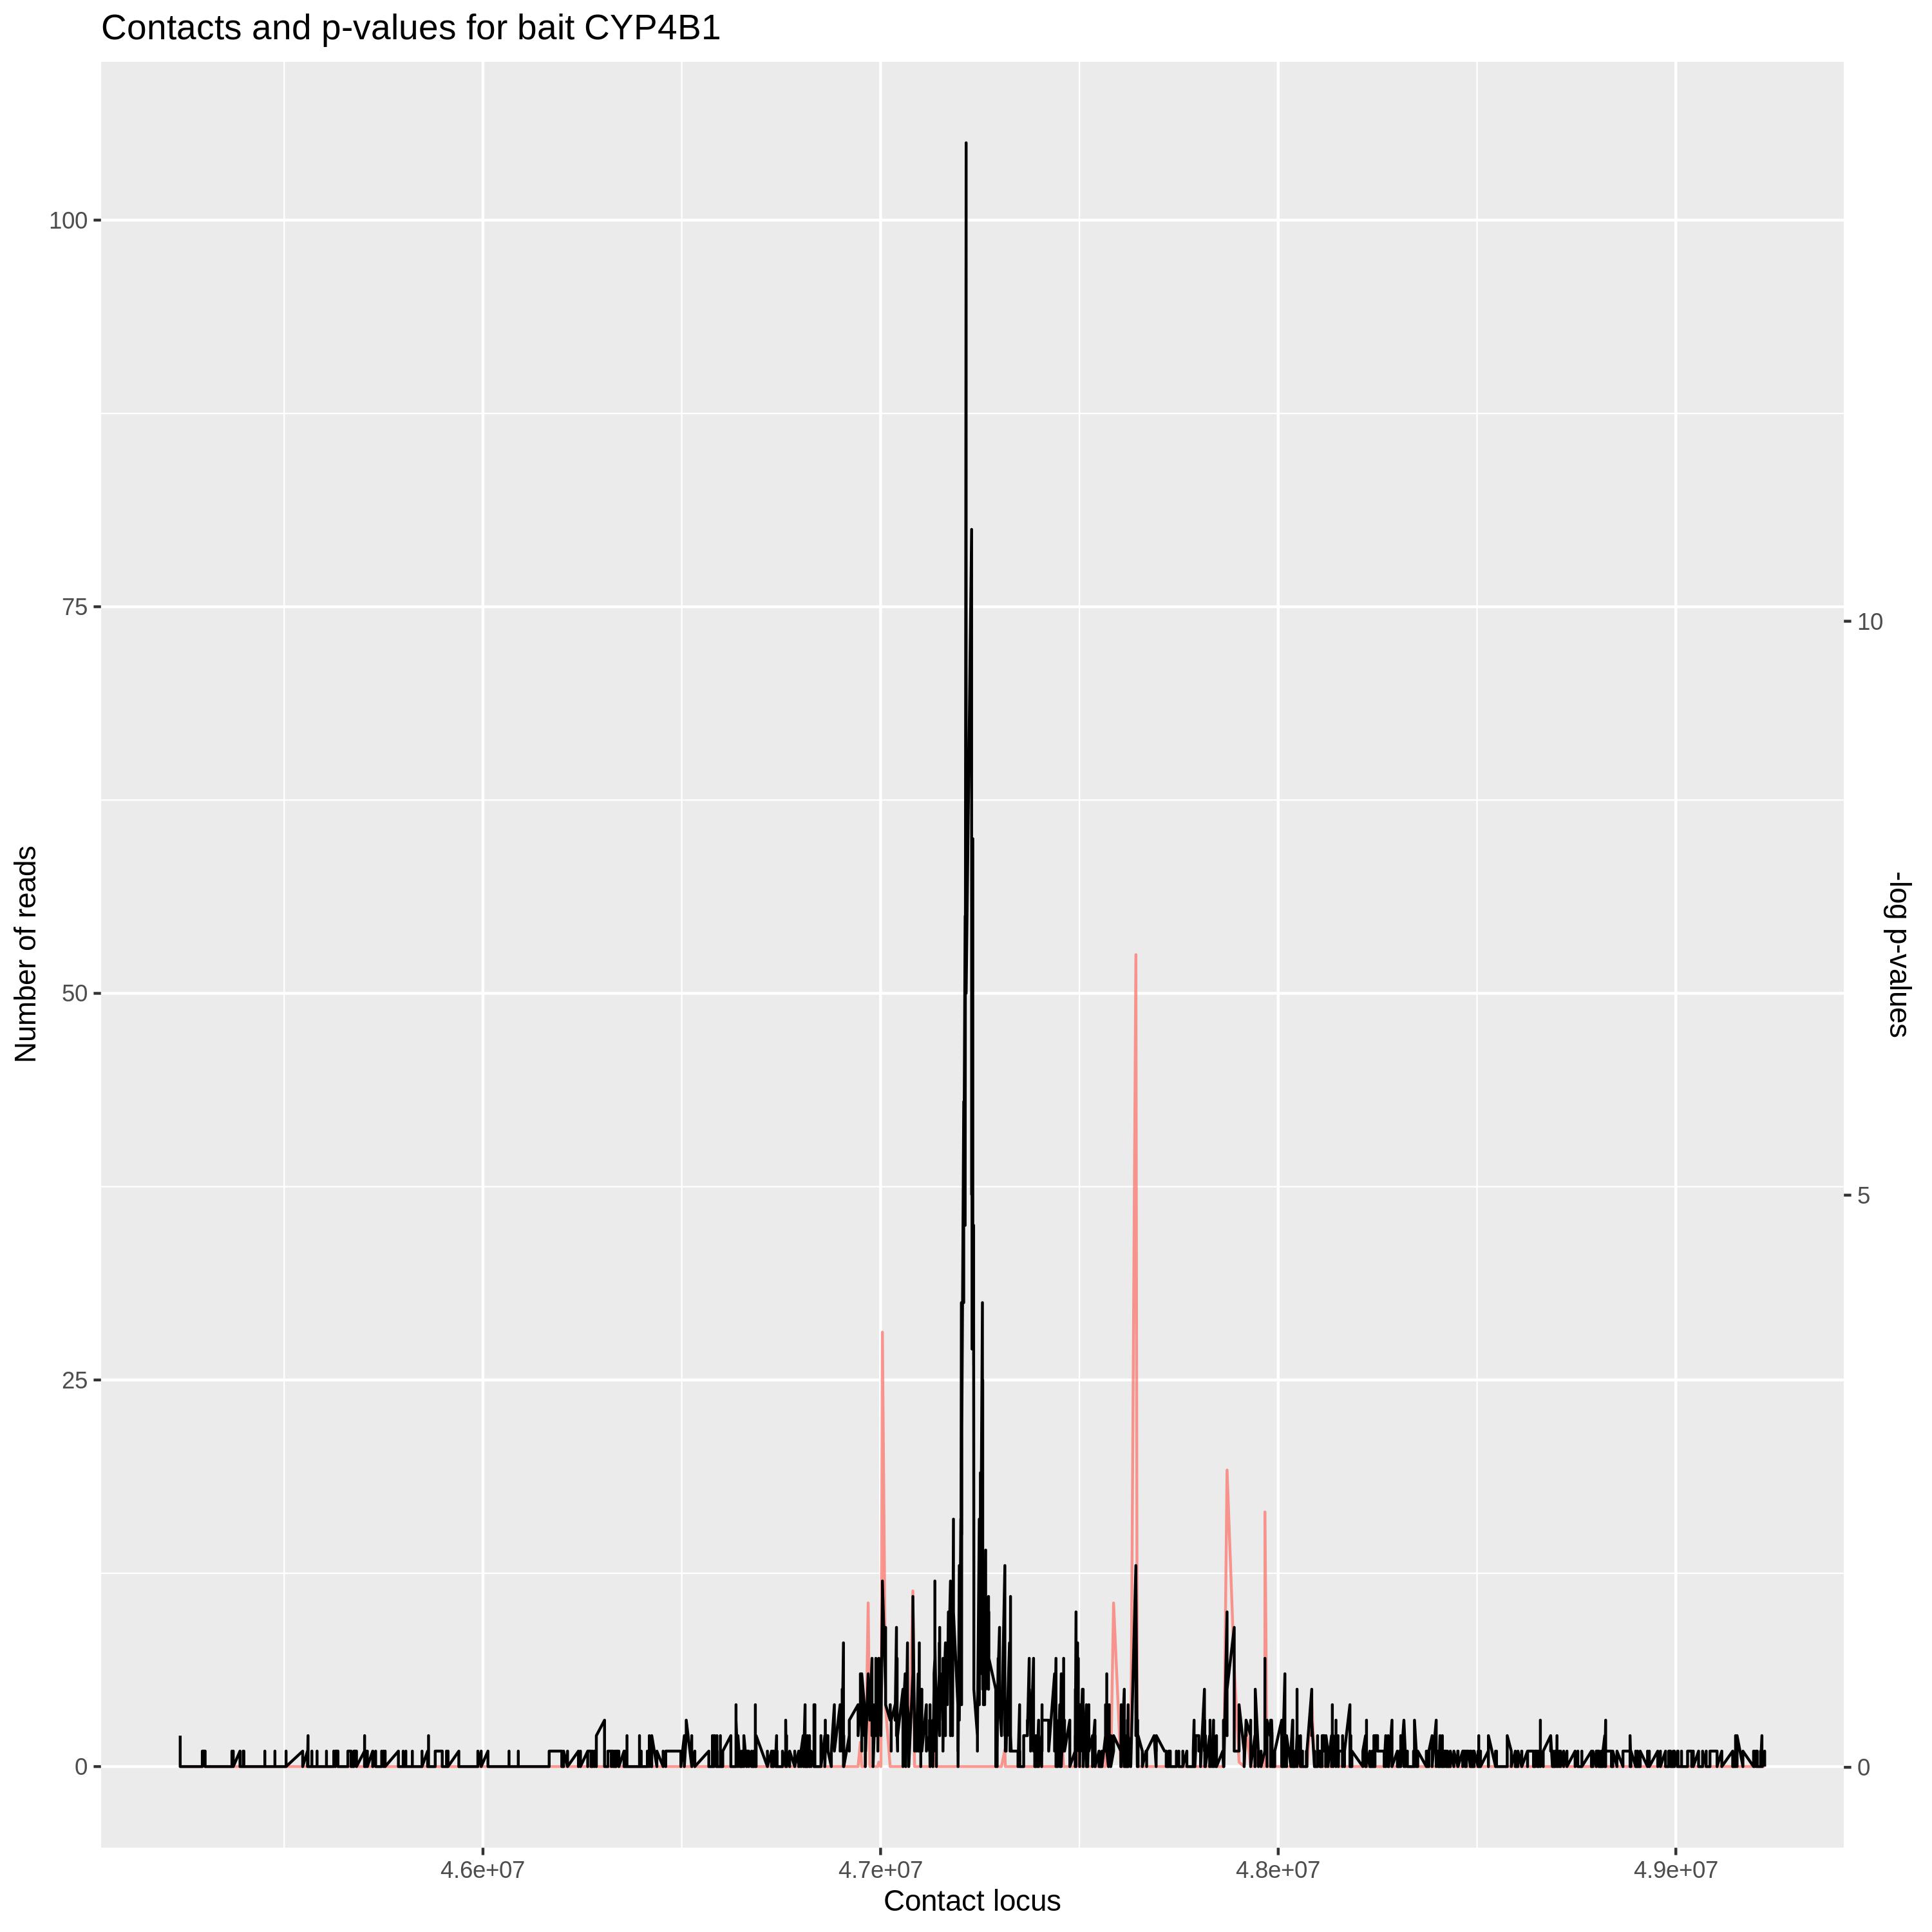 Contacts and p-values for bait CYP4B1
100
75
50
25
0
Number of reads
10
5
0
-log p-values
4.6e+07
4.7e+07
4.8e+07
4.9e+07
Contact locus